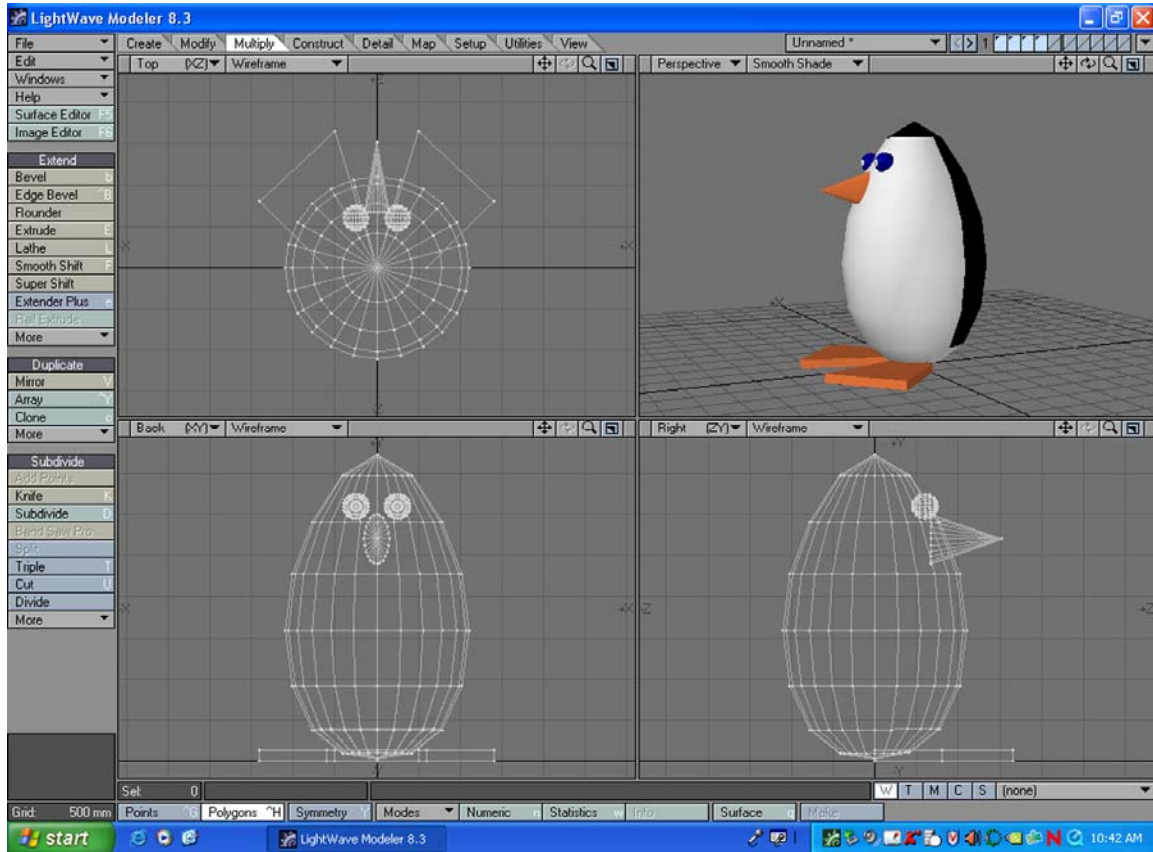 LightWave Modeler 8.3
File Create Modify Multiply Construct Detail Map Setup Utilities View Unnamed * 1
Edit
Windows
Help
Surface Editor F5
Image Editor F6
Top (XZ) Wireframe
Perspective Smooth Shade
Extend
Bevel b
Edge Bevel ^B
Rounder
Extrude E
Lathe L
Smooth Shift F
Super Shift
Extender Plus e
Rail Extrude
More
Duplicate
Mirror V
Array ^Y
Clone c
More
Back (XY) Wireframe
Right (ZY) Wireframe
Subdivide
Add Points
Knife K
Subdivide D
Band Saw Pro
Split
Triple T
Cut U
Divide
More
Sel: 0
W T M C S (none)
Grid: 500 mm Points ^G Polygons ^H Symmetry Y Modes Numeric n Statistics w Info Surface q Make
start LightWave Modeler 8.3 10:42 AM